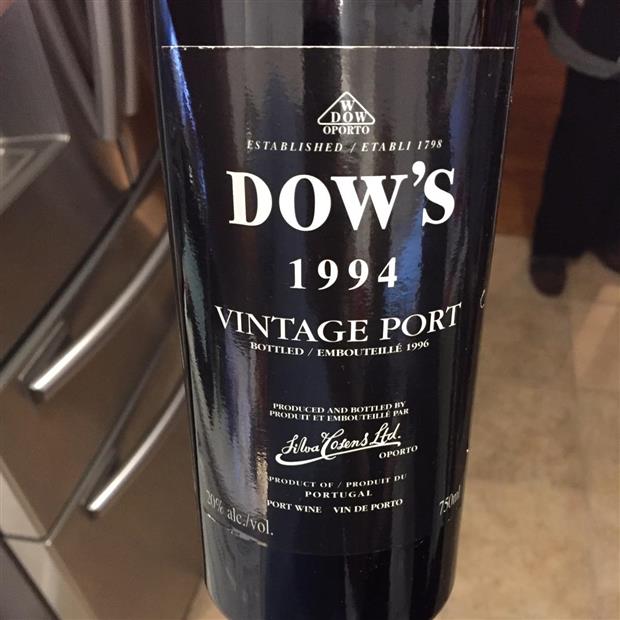 W
DOW
OPORTO
ESTABLISHED / ETABLI 1798
DOW'S
1994
VINTAGE PORT
BOTTLED / EMBOUTEILLÉ 1996
PRODUCED AND BOTTLED BY
PRODUIT ET EMBOUTEILLÉ PAR
Silva & Cosens Ltd.
OPORTO
PRODUCT OF / PRODUIT DU
PORTUGAL
20% alc./vol.
PORT WINE VIN DE PORTO
750ml